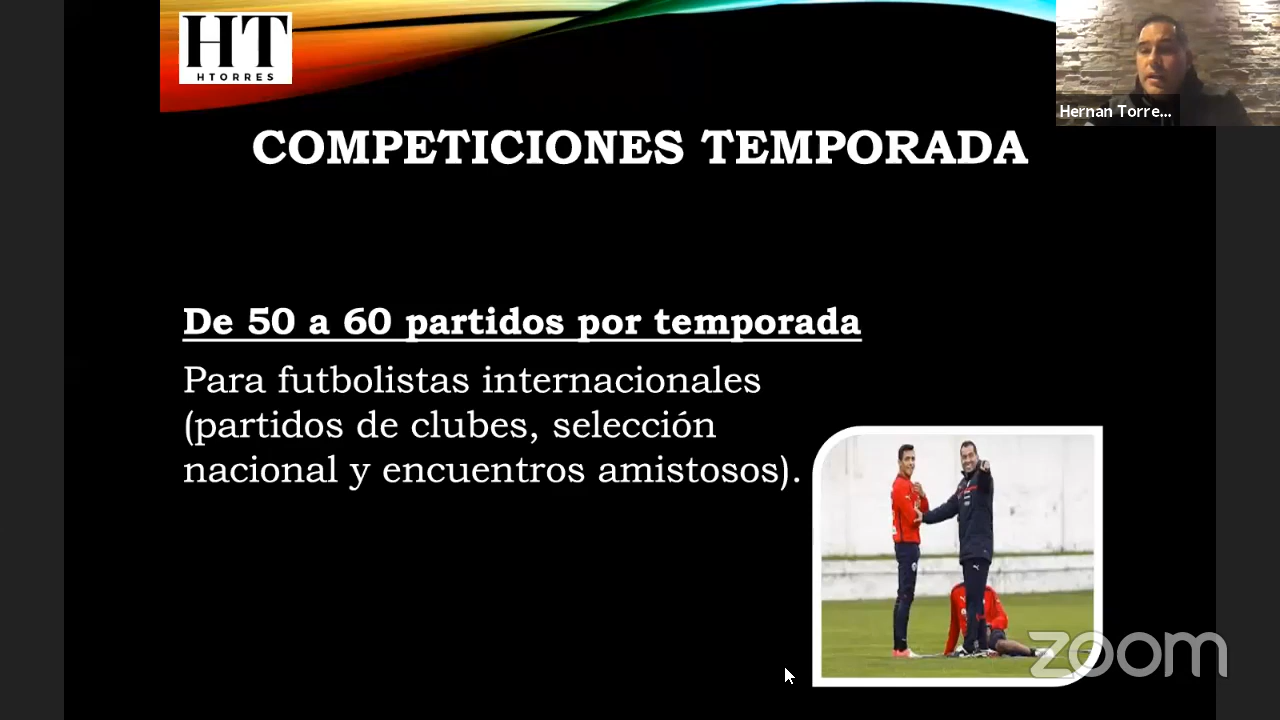 HT
HTORRES
Hernan Torre...
COMPETICIONES TEMPORADA
De 50 a 60 partidos por temporada
Para futbolistas internacionales
(partidos de clubes, selección
nacional y encuentros amistosos).
zoom